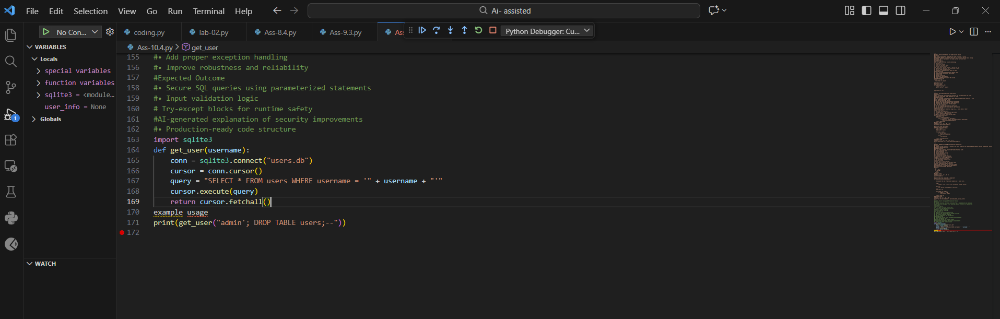 File Edit Selection View Go Run Terminal Help
Ai- assisted
No Con...
coding.py
lab-02.py
Ass-8.4.py
Ass-9.3.py
Ass
Python Debugger: Cu...
VARIABLES
Ass-10.4.py > get_user
Locals
special variables
function variables
sqlite3 = <module…
user_info = None
Globals
1
WATCH
155 #• Add proper exception handling
156 #• Improve robustness and reliability
157 #Expected Outcome
158 #• Secure SQL queries using parameterized statements
159 #• Input validation logic
160 # Try-except blocks for runtime safety
161 #AI-generated explanation of security improvements
162 #• Production-ready code structure
163 import sqlite3
164 def get_user(username):
165     conn = sqlite3.connect("users.db")
166     cursor = conn.cursor()
167     query = "SELECT * FROM users WHERE username = '" + username + "'"
168     cursor.execute(query)
169     return cursor.fetchall()
170 example usage
171 print(get_user("admin'; DROP TABLE users;--"))
172